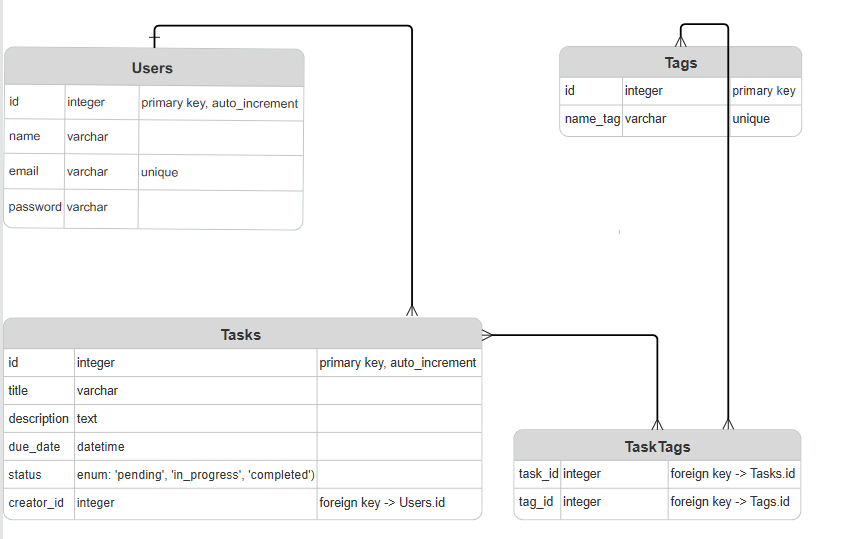 Users
id integer primary key, auto_increment
name varchar
email varchar unique
password varchar
Tags
id integer primary key
name_tag varchar unique
Tasks
id integer primary key, auto_increment
title varchar
description text
due_date datetime
status enum: 'pending', 'in_progress', 'completed')
creator_id integer foreign key -> Users.id
TaskTags
task_id integer foreign key -> Tasks.id
tag_id integer foreign key -> Tags.id